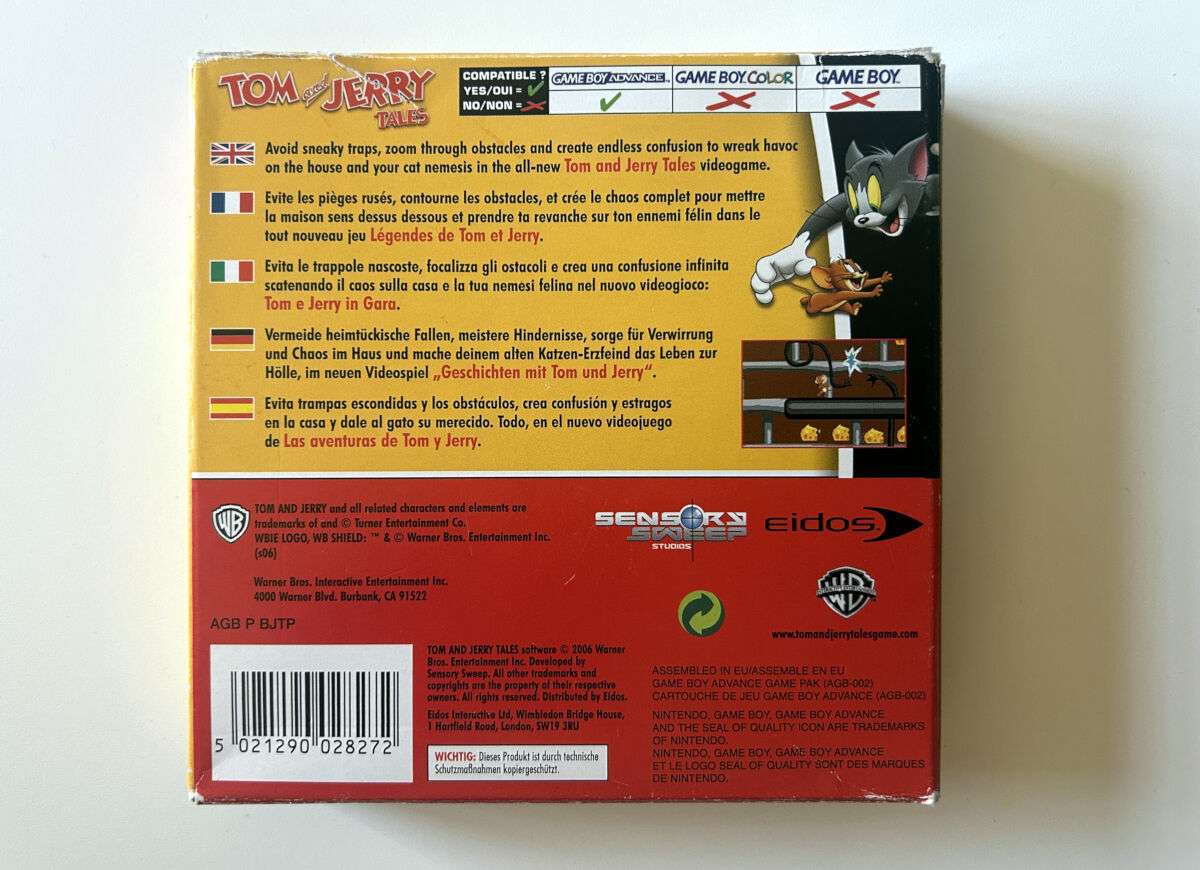 TOM and JERRY
TALES
COMPATIBLE ?
YES/OUI =
NO/NON =
GAME BOY ADVANCE™
GAME BOY COLOR
GAME BOY
Avoid sneaky traps, zoom through obstacles and create endless confusion to wreak havoc
on the house and your cat nemesis in the all-new Tom and Jerry Tales videogame.
Evite les pièges rusés, contourne les obstacles, et crée le chaos complet pour mettre
la maison sens dessus dessous et prendre ta revanche sur ton ennemi félin dans le
tout nouveau jeu Légendes de Tom et Jerry.
Evita le trappole nascoste, focalizza gli ostacoli e crea una confusione infinita
scatenando il caos sulla casa e la tua nemesi felina nel nuovo videogioco:
Tom e Jerry in Gara.
Vermeide heimtückische Fallen, meistere Hindernisse, sorge für Verwirrung
und Chaos im Haus und mache deinem alten Katzen-Erzfeind das Leben zur
Hölle, im neuen Videospiel „Geschichten mit Tom und Jerry“.
Evita trampas escondidas y los obstáculos, crea confusión y estragos
en la casa y dale al gato su merecido. Todo, en el nuevo videojuego
de Las aventuras de Tom y Jerry.
WB
TOM AND JERRY and all related characters and elements are
trademarks of and © Turner Entertainment Co.
WBIE LOGO, WB SHIELD: ™ & © Warner Bros. Entertainment Inc.
(s06)
Warner Bros. Interactive Entertainment Inc.
4000 Warner Blvd. Burbank, CA 91522
SENSORY
SWEEP
STUDIOS
eidos
WB
www.tomandjerrytalesgame.com
AGB P BJTP
5 021290 028272
TOM AND JERRY TALES software © 2006 Warner
Bros. Entertainment Inc. Developed by
Sensory Sweep. All other trademarks and
copyrights are the property of their respective
owners. All rights reserved. Distributed by Eidos.
Eidos Interactive Ltd, Wimbledon Bridge House,
1 Hartfield Road, London, SW19 3RU
WICHTIG: Dieses Produkt ist durch technische
Schutzmaßnahmen kopiergeschützt.
ASSEMBLED IN EU/ASSEMBLE EN EU
GAME BOY ADVANCE GAME PAK (AGB-002)
CARTOUCHE DE JEU GAME BOY ADVANCE (AGB-002)
NINTENDO, GAME BOY, GAME BOY ADVANCE
AND THE SEAL OF QUALITY ICON ARE TRADEMARKS
OF NINTENDO.
NINTENDO, GAME BOY, GAME BOY ADVANCE
ET LE LOGO SEAL OF QUALITY SONT DES MARQUES
DE NINTENDO.